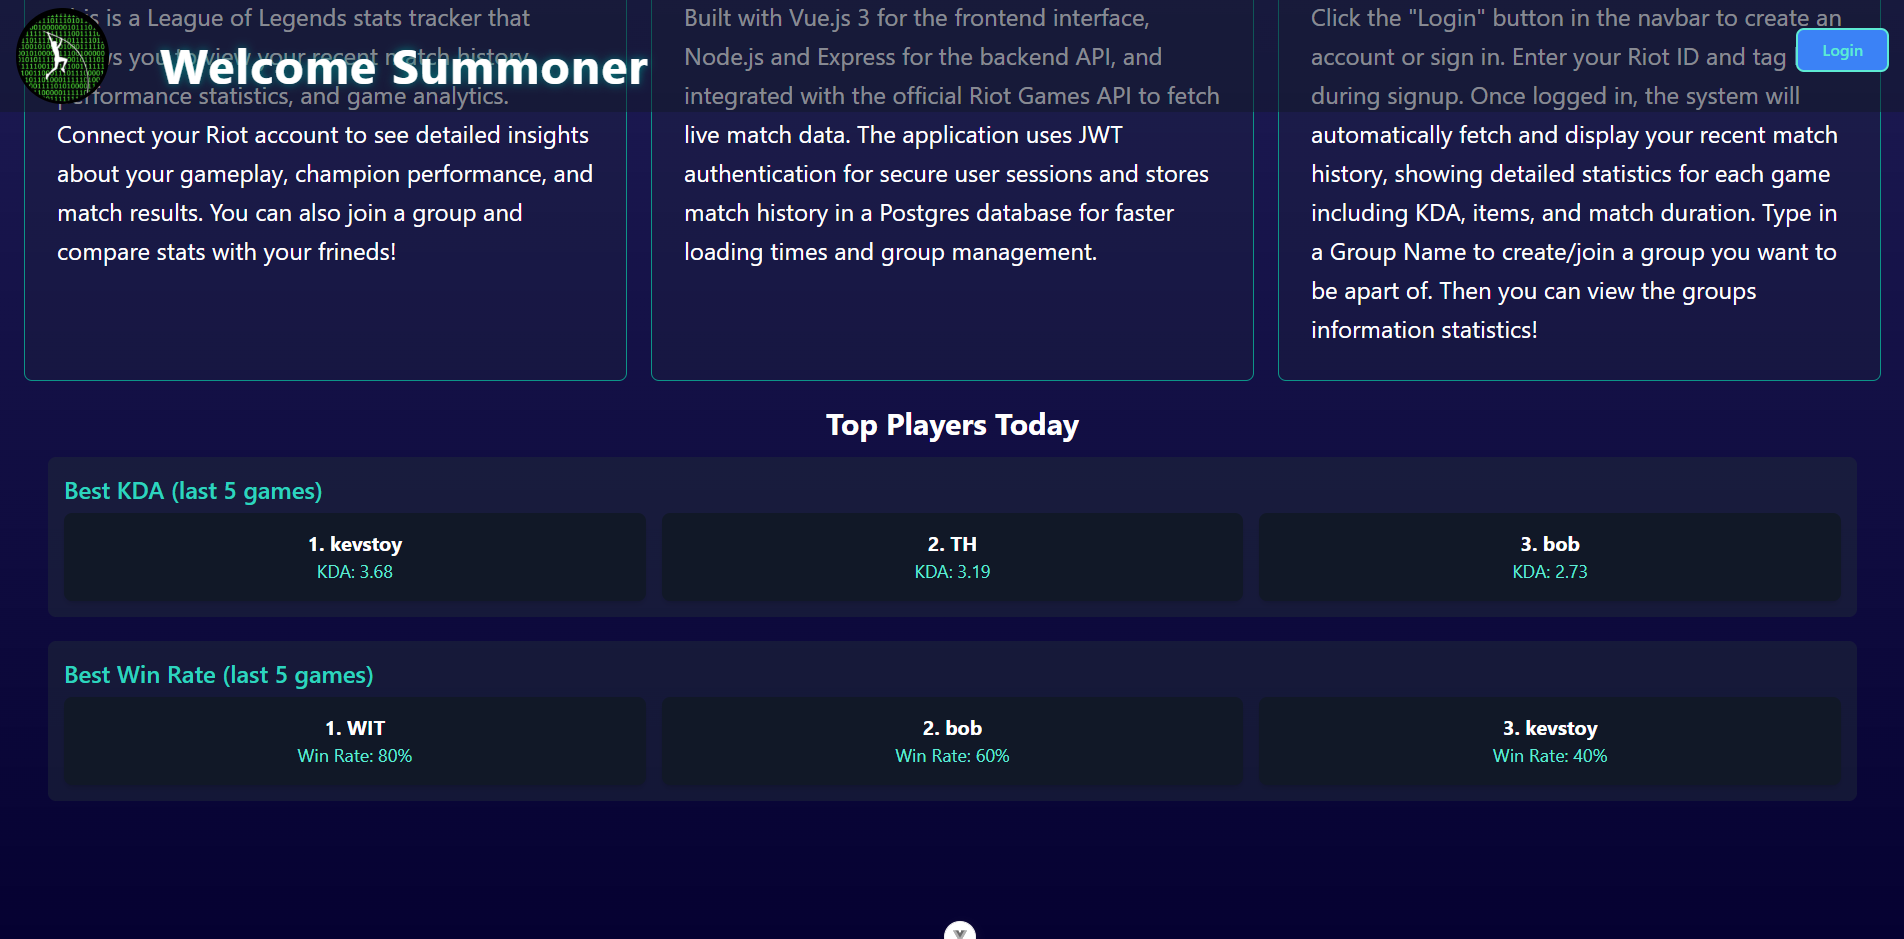 Welcome Summoner
Login
is a League of Legends stats tracker that
you to view your recent match history,
performance statistics, and game analytics.
Connect your Riot account to see detailed insights
about your gameplay, champion performance, and
match results. You can also join a group and
compare stats with your frineds!
Built with Vue.js 3 for the frontend interface,
Node.js and Express for the backend API, and
integrated with the official Riot Games API to fetch
live match data. The application uses JWT
authentication for secure user sessions and stores
match history in a Postgres database for faster
loading times and group management.
Click the "Login" button in the navbar to create an
account or sign in. Enter your Riot ID and tag
during signup. Once logged in, the system will
automatically fetch and display your recent match
history, showing detailed statistics for each game
including KDA, items, and match duration. Type in
a Group Name to create/join a group you want to
be apart of. Then you can view the groups
information statistics!
Top Players Today
Best KDA (last 5 games)
1. kevstoy
KDA: 3.68
2. TH
KDA: 3.19
3. bob
KDA: 2.73
Best Win Rate (last 5 games)
1. WIT
Win Rate: 80%
2. bob
Win Rate: 60%
3. kevstoy
Win Rate: 40%